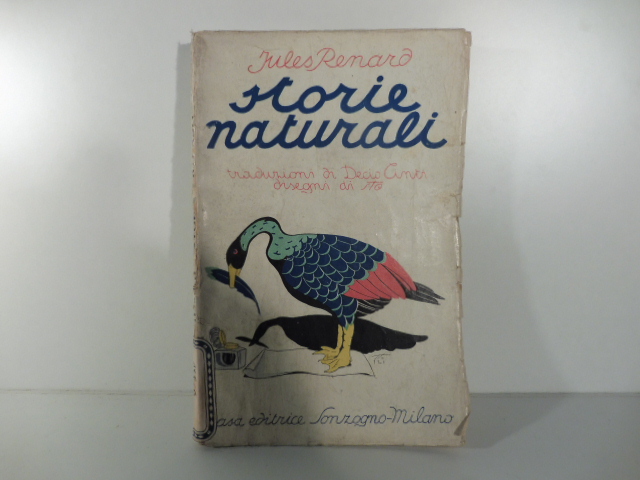 Jules Renard
storie
naturali
traduzione di Decio Cinti
disegni di
Casa editrice Sonzogno-Milano